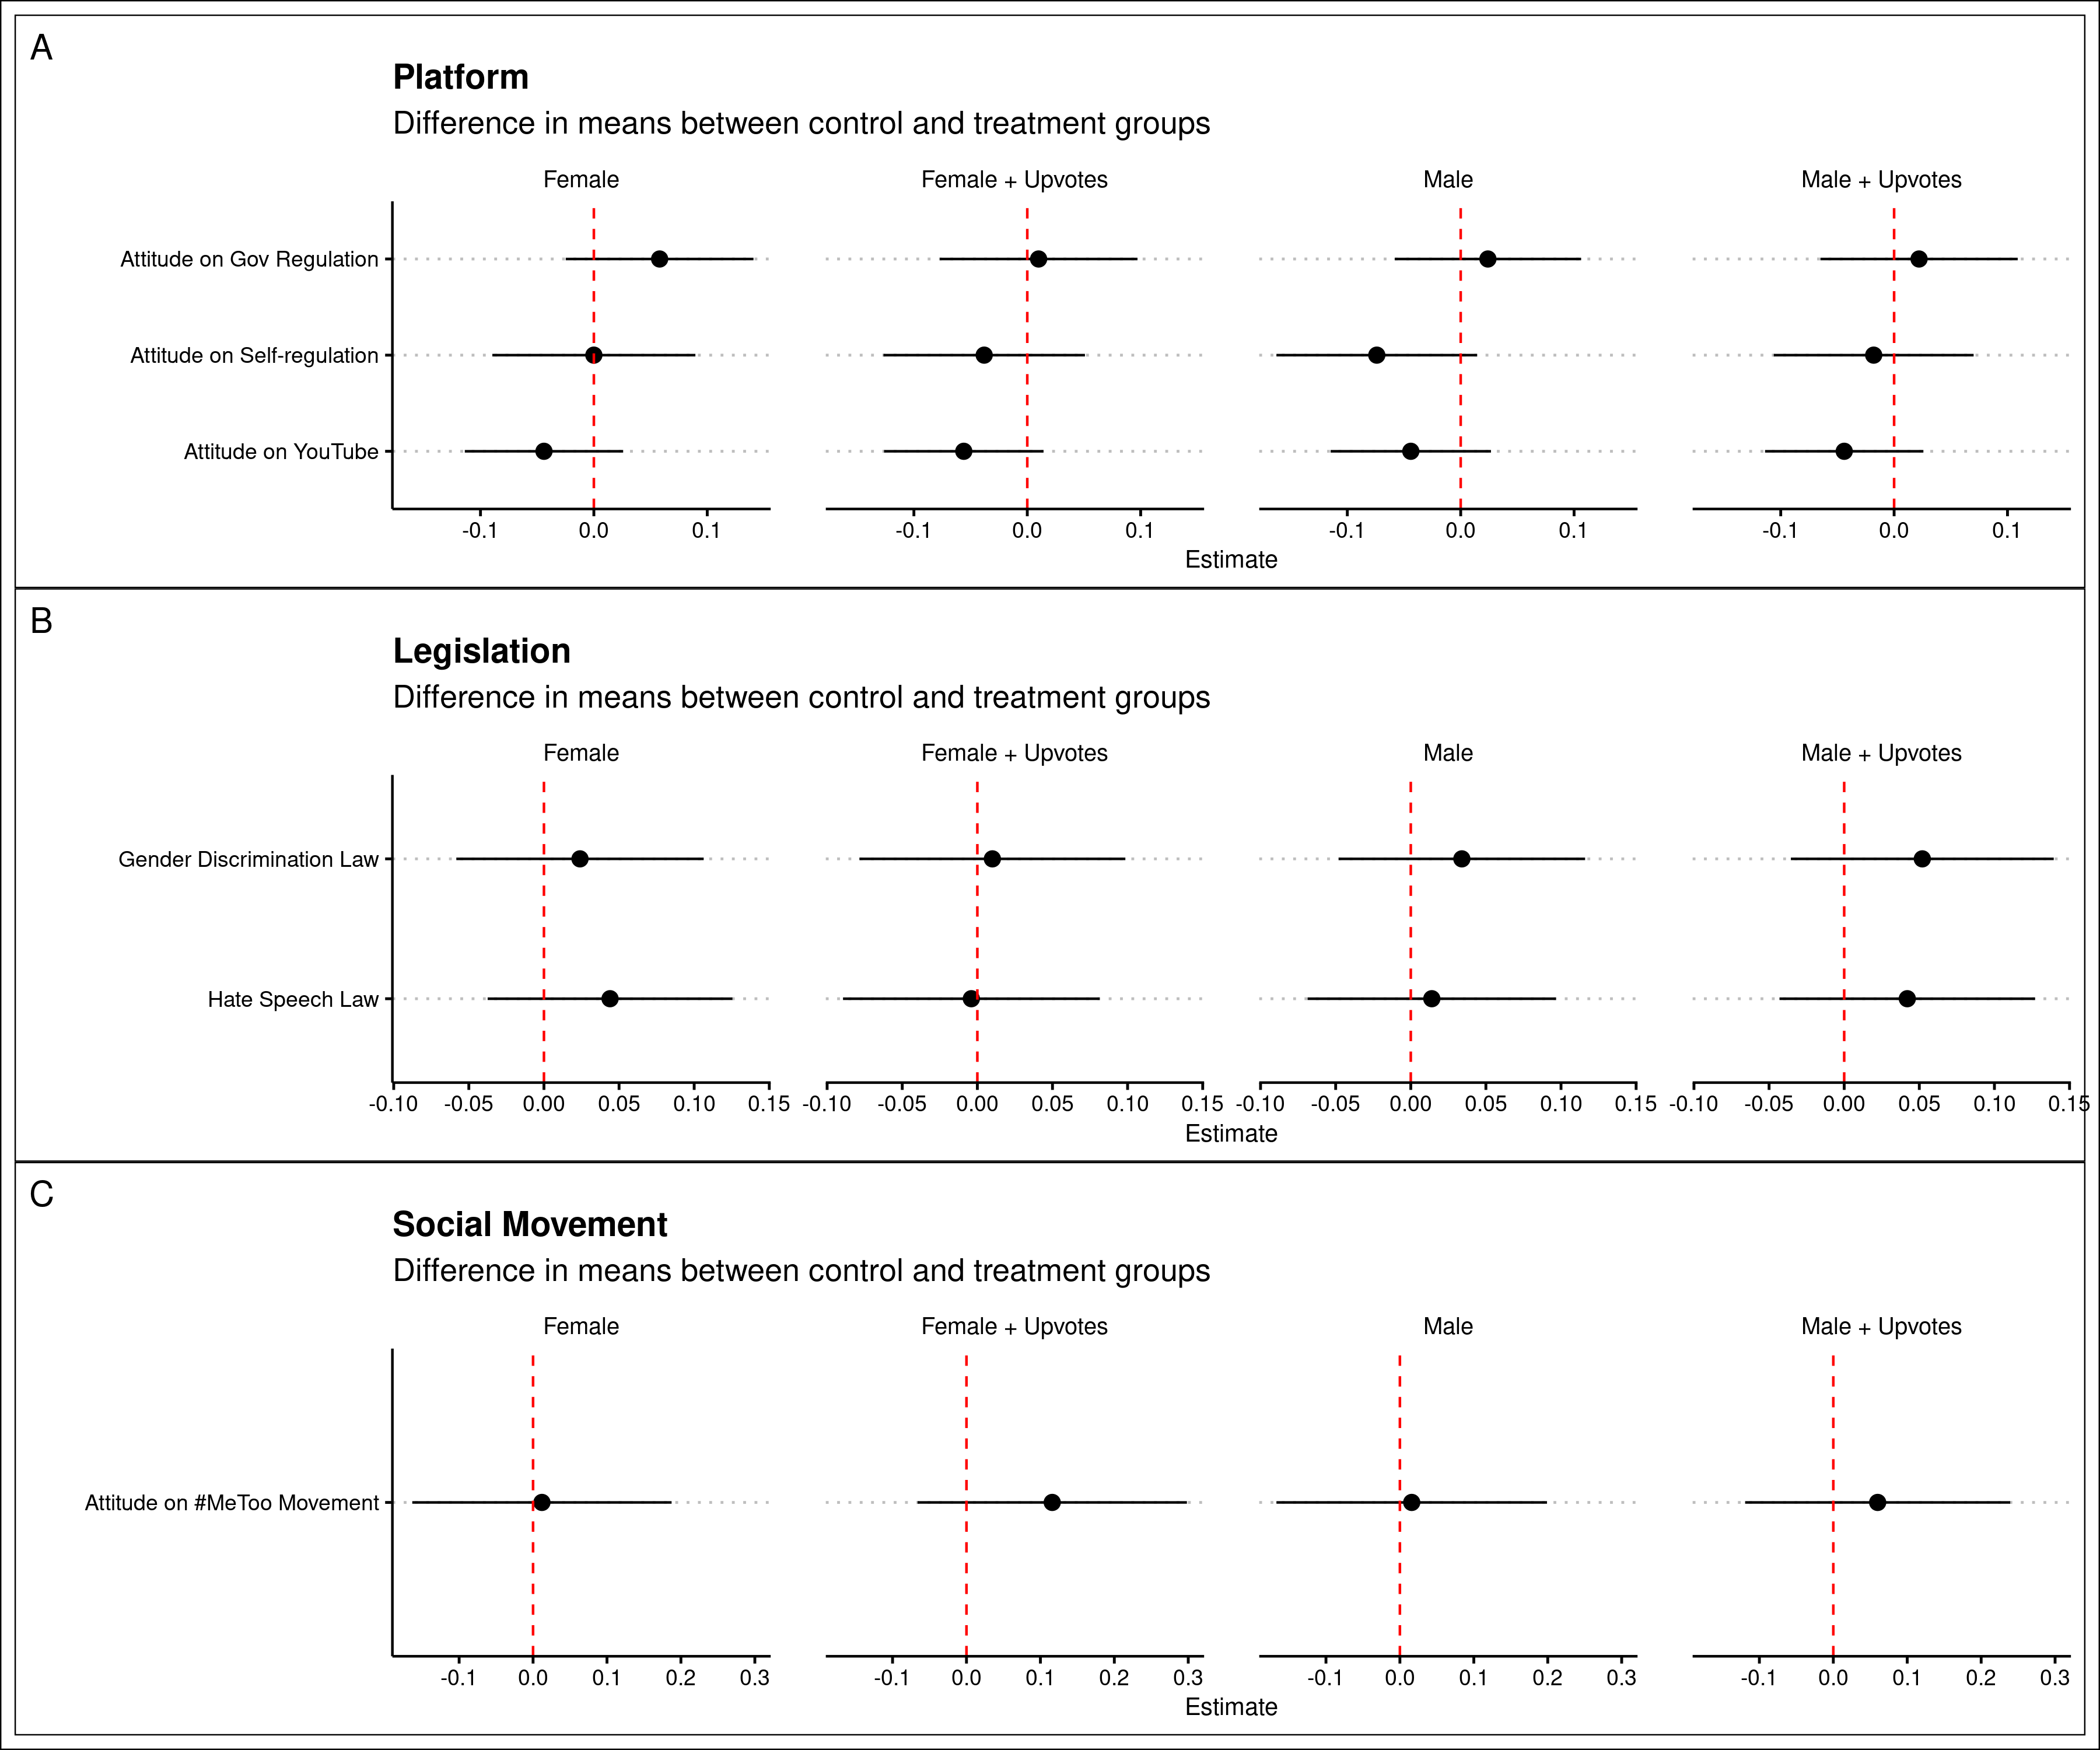 A
Platform
Difference in means between control and treatment groups
Female Female + Upvotes Male Male + Upvotes
Attitude on Gov Regulation
Attitude on Self-regulation
Attitude on YouTube
-0.1 0.0 0.1 -0.1 0.0 0.1 -0.1 0.0 0.1 -0.1 0.0 0.1
Estimate
B
Legislation
Difference in means between control and treatment groups
Female Female + Upvotes Male Male + Upvotes
Gender Discrimination Law
Hate Speech Law
-0.10 -0.05 0.00 0.05 0.10 0.15 -0.10 -0.05 0.00 0.05 0.10 0.15 -0.10 -0.05 0.00 0.05 0.10 0.15 -0.10 -0.05 0.00 0.05 0.10 0.15
Estimate
C
Social Movement
Difference in means between control and treatment groups
Female Female + Upvotes Male Male + Upvotes
Attitude on #MeToo Movement
-0.1 0.0 0.1 0.2 0.3 -0.1 0.0 0.1 0.2 0.3 -0.1 0.0 0.1 0.2 0.3 -0.1 0.0 0.1 0.2 0.3
Estimate